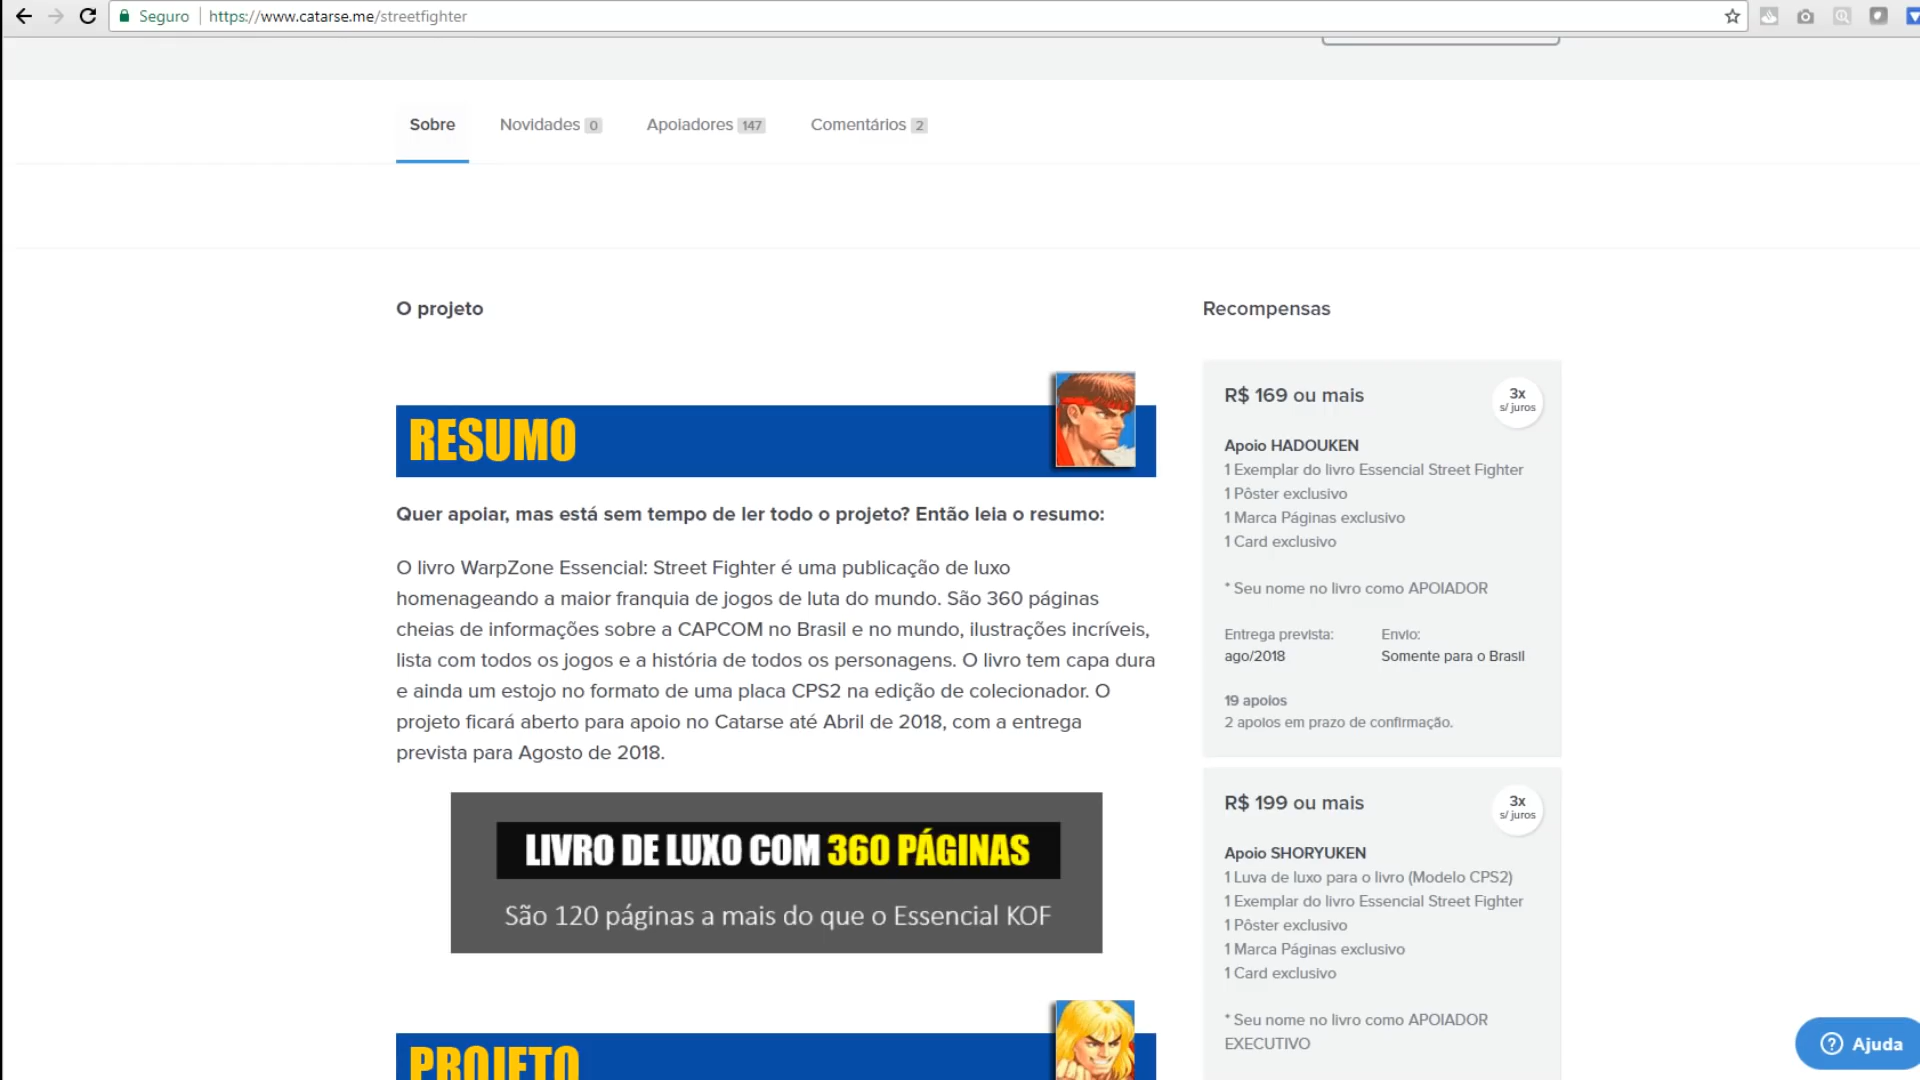 Seguro https://www.catarse.me/streetfighter
Sobre Novidades 0 Apoiadores 147 Comentários 2
O projeto
RESUMO
Quer apoiar, mas está sem tempo de ler todo o projeto? Então leia o resumo:
O livro WarpZone Essencial: Street Fighter é uma publicação de luxo
homenageando a maior franquia de jogos de luta do mundo. São 360 páginas
cheias de informações sobre a CAPCOM no Brasil e no mundo, ilustrações incríveis,
lista com todos os jogos e a história de todos os personagens. O livro tem capa dura
e ainda um estojo no formato de uma placa CPS2 na edição de colecionador. O
projeto ficará aberto para apoio no Catarse até Abril de 2018, com a entrega
prevista para Agosto de 2018.
LIVRO DE LUXO COM 360 PÁGINAS
São 120 páginas a mais do que o Essencial KOF
PROJETO
Recompensas
R$ 169 ou mais
3x
s/ juros
Apoio HADOUKEN
1 Exemplar do livro Essencial Street Fighter
1 Pôster exclusivo
1 Marca Páginas exclusivo
1 Card exclusivo
* Seu nome no livro como APOIADOR
Entrega prevista: Envio:
ago/2018 Somente para o Brasil
19 apoios
2 apoios em prazo de confirmação.
R$ 199 ou mais
3x
s/ juros
Apoio SHORYUKEN
1 Luva de luxo para o livro (Modelo CPS2)
1 Exemplar do livro Essencial Street Fighter
1 Pôster exclusivo
1 Marca Páginas exclusivo
1 Card exclusivo
* Seu nome no livro como APOIADOR
EXECUTIVO
Ajuda